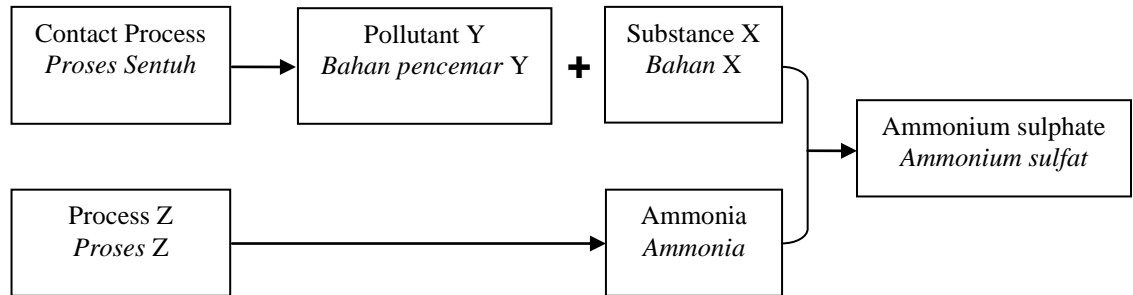 Contact Process
Proses Sentuh
Pollutant Y
Bahan pencemar Y
+
Substance X
Bahan X
Ammonium sulphate
Ammonium sulfat
Process Z
Proses Z
Ammonia
Ammonia